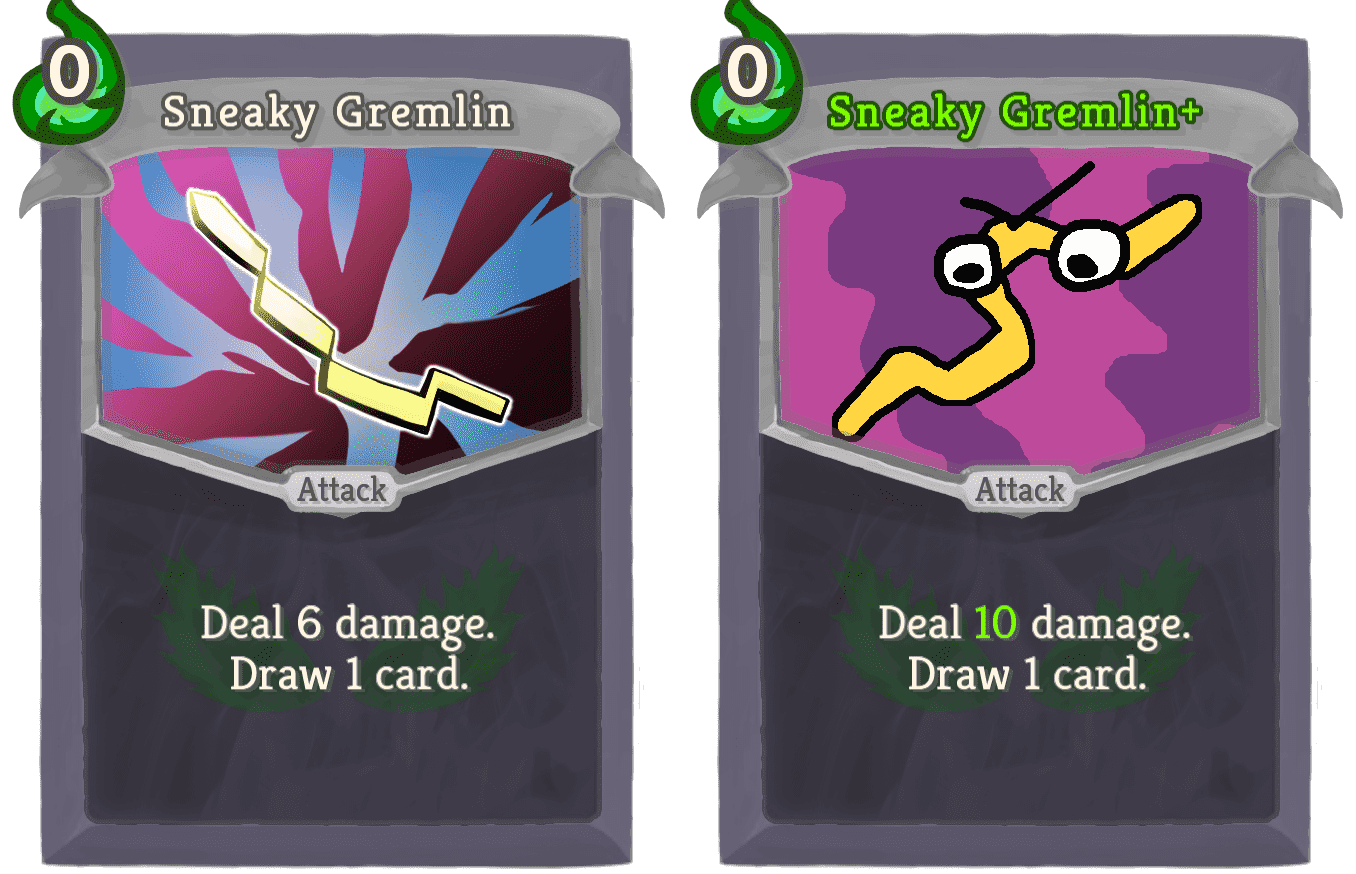 0
Sneaky Gremlin
Attack
Deal 6 damage.
Draw 1 card.
0
Sneaky Gremlin+
Attack
Deal 10 damage.
Draw 1 card.